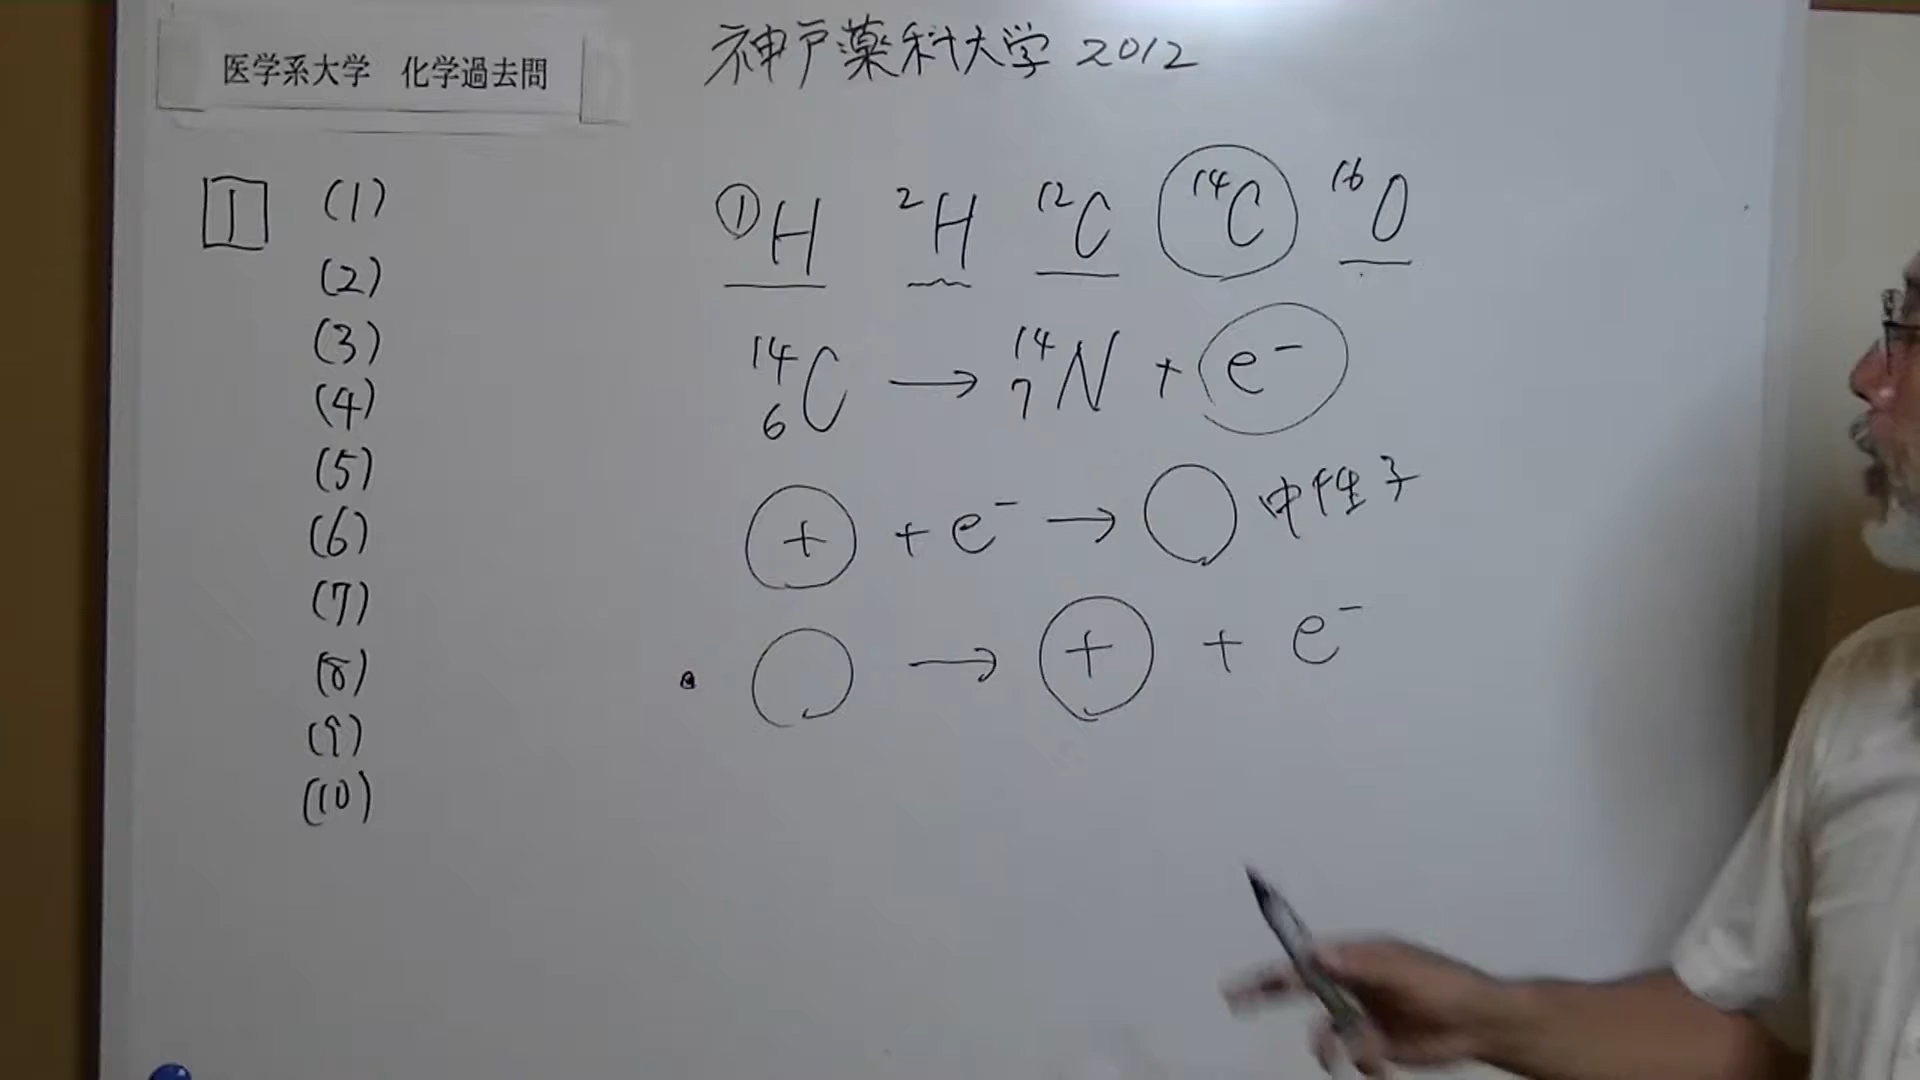 医学系大学 化学過去問
神戸薬科大学 2012
1 (1)
(2)
(3)
(4)
(5)
(6)
(7)
(8)
(9)
(10)
①H ²H ¹²C ¹⁴C ¹⁶O
¹⁴₆C → ¹⁴₇N + e⁻
+ + e⁻ → ○ 中性子
○ → + + e⁻